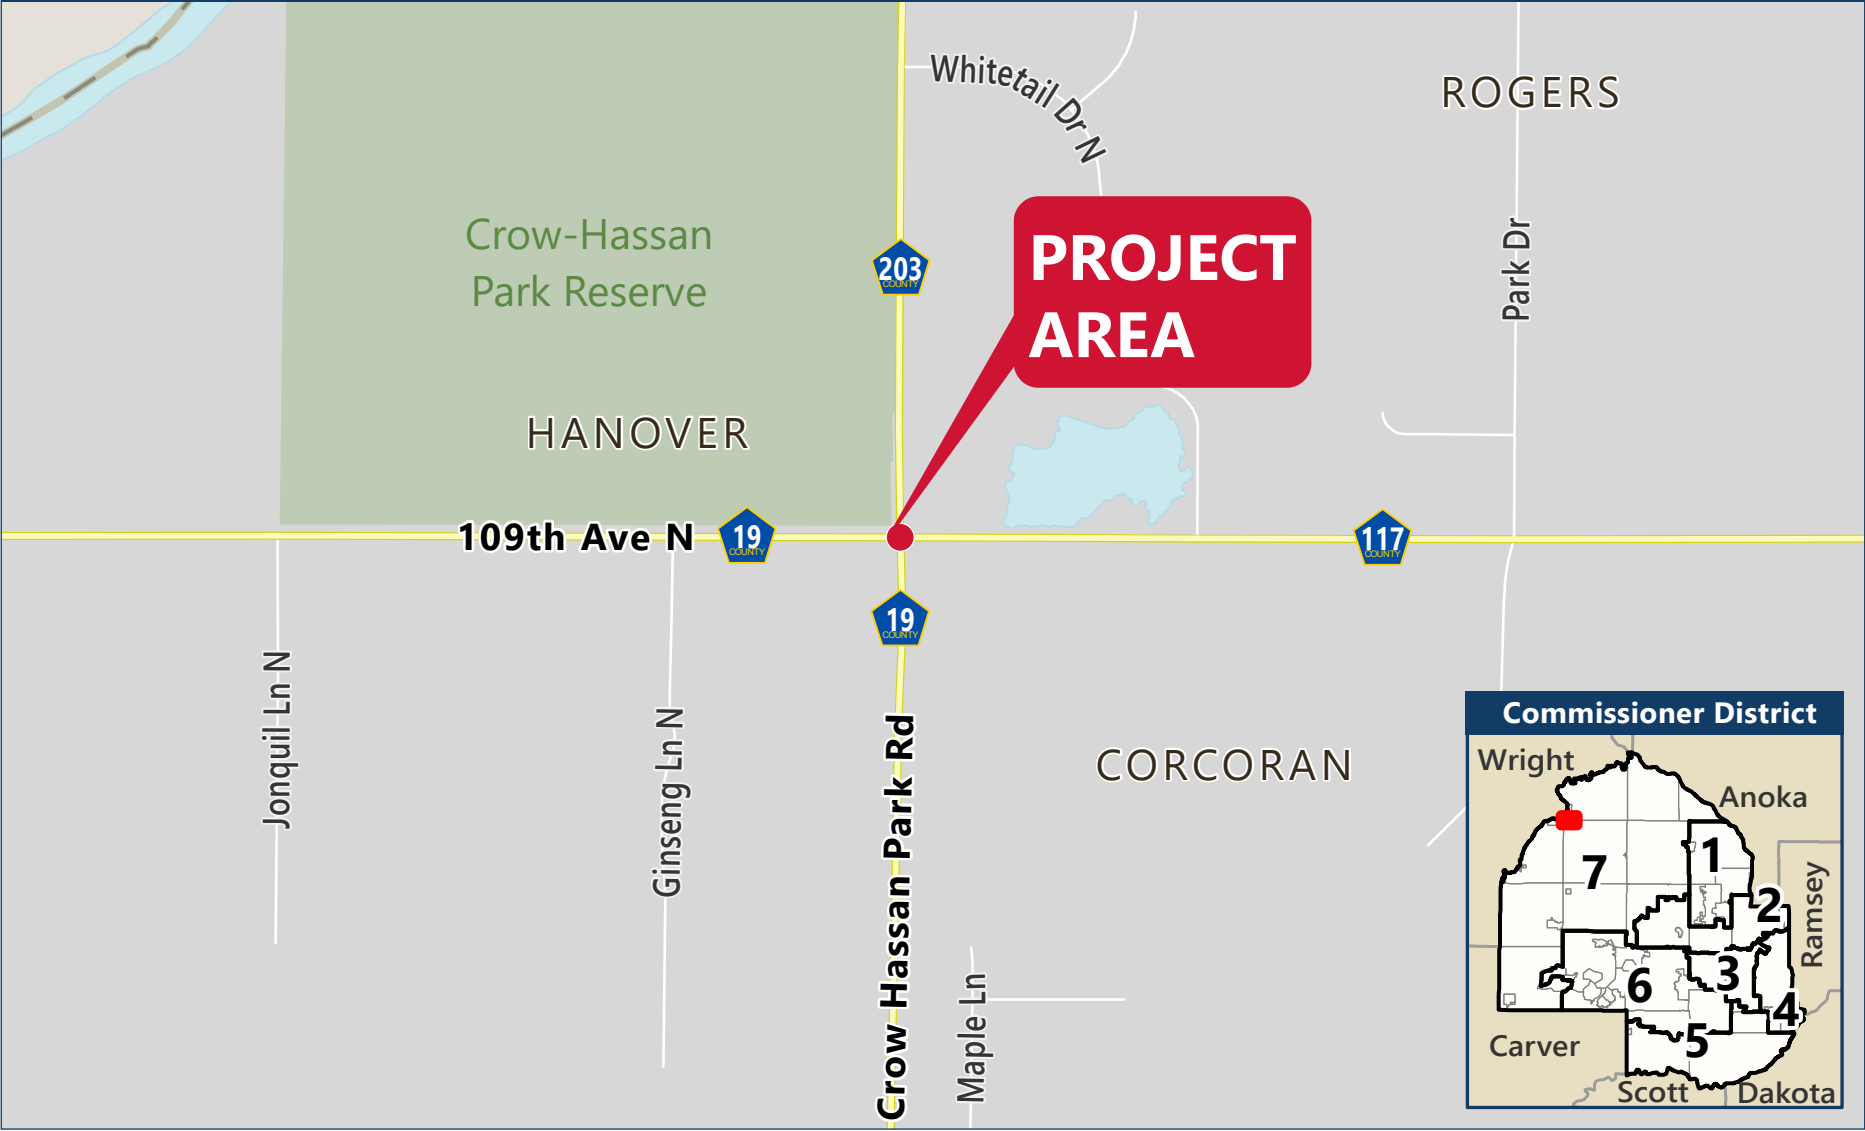 Whitetail Dr N
ROGERS
Crow-Hassan
Park Reserve
203
COUNTY
PROJECT
AREA
Park Dr
HANOVER
109th Ave N
19
COUNTY
117
COUNTY
19
COUNTY
Jonquil Ln N
Ginseng Ln N
Crow Hassan Park Rd
CORCORAN
Maple Ln
Commissioner District
Wright
Anoka
1
7
2
Ramsey
3
6
4
5
Carver
Scott
Dakota